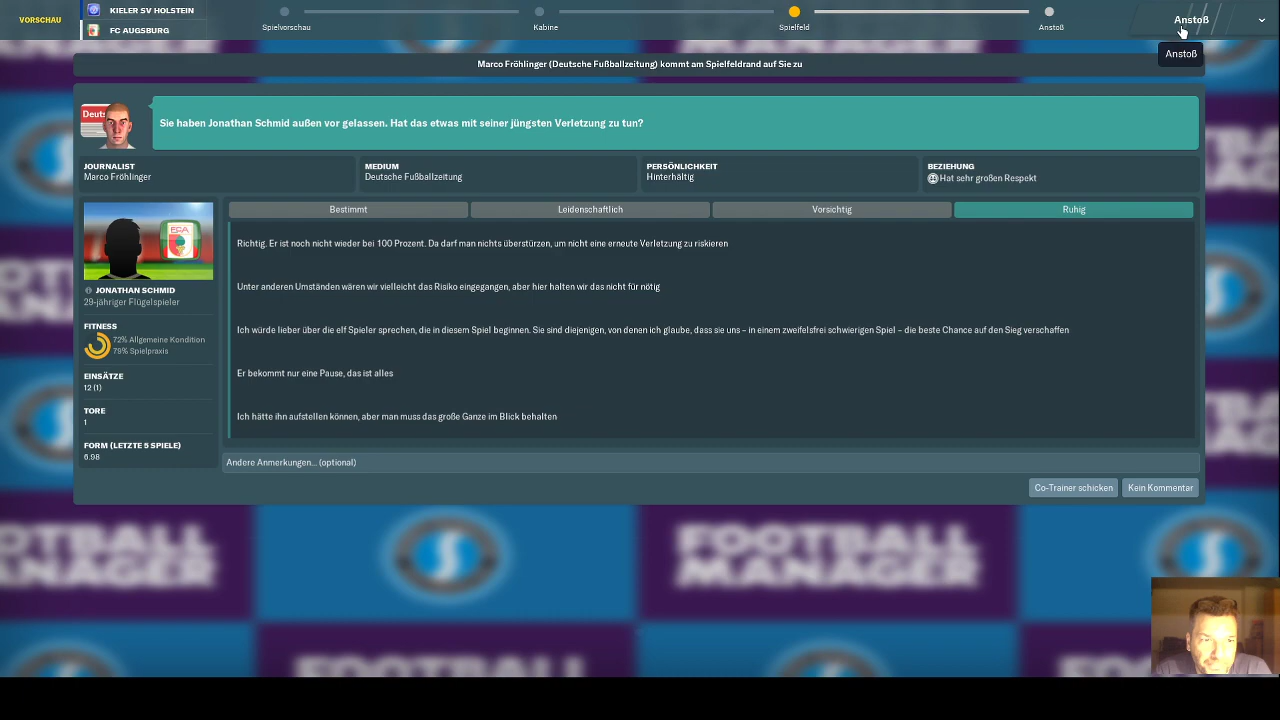 VORSCHAU
KIELER SV HOLSTEIN
FC AUGSBURG
Spielvorschau
Kabine
Spielfeld
Anstoß
Anstoß
Anstoß
Marco Fröhlinger (Deutsche Fußballzeitung) kommt am Spielfeldrand auf Sie zu
Deuts
Sie haben Jonathan Schmid außen vor gelassen. Hat das etwas mit seiner jüngsten Verletzung zu tun?
JOURNALIST
Marco Fröhlinger
MEDIUM
Deutsche Fußballzeitung
PERSÖNLICHKEIT
Hinterhältig
BEZIEHUNG
Hat sehr großen Respekt
FCA
JONATHAN SCHMID
29-jähriger Flügelspieler
FITNESS
72% Allgemeine Kondition
79% Spielpraxis
EINSÄTZE
12 (1)
TORE
1
FORM (LETZTE 5 SPIELE)
6.98
Bestimmt
Leidenschaftlich
Vorsichtig
Ruhig
Richtig. Er ist noch nicht wieder bei 100 Prozent. Da darf man nichts überstürzen, um nicht eine erneute Verletzung zu riskieren
Unter anderen Umständen wären wir vielleicht das Risiko eingegangen, aber hier halten wir das nicht für nötig
Ich würde lieber über die elf Spieler sprechen, die in diesem Spiel beginnen. Sie sind diejenigen, von denen ich glaube, dass sie uns – in einem zweifelsfrei schwierigen Spiel – die beste Chance auf den Sieg verschaffen
Er bekommt nur eine Pause, das ist alles
Ich hätte ihn aufstellen können, aber man muss das große Ganze im Blick behalten
Andere Anmerkungen... (optional)
Co-Trainer schicken
Kein Kommentar
OTBALL
NAGER
FOOTBALL
MANAGER
FOOTBALL